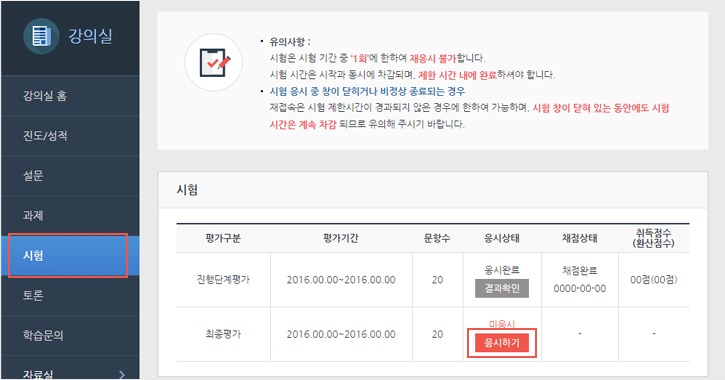 강의실
강의실 홈
진도/성적
설문
과제
시험
토론
학습문의
자료실
• 유의사항 :
시험은 시험 기간 중 '1회'에 한하여 재응시 불가합니다.
시험 시간은 시작과 동시에 차감되며, 제한 시간 내에 완료하셔야 합니다.
• 시험 응시 중 창이 닫히거나 비정상 종료되는 경우
재접속은 시험 제한시간이 경과되지 않은 경우에 한하여 가능하며, 시험 창이 닫혀 있는 동안에도 시험
시간은 계속 차감 되므로 유의해 주시기 바랍니다.
시험
평가구분 평가기간 문항수 응시상태 채점상태 취득점수
(환산점수)
진행단계평가 2016.00.00~2016.00.00 20 응시완료 채점완료 00점(00점)
결과확인 0000-00-00
최종평가 2016.00.00~2016.00.00 20 미응시 - -
응시하기